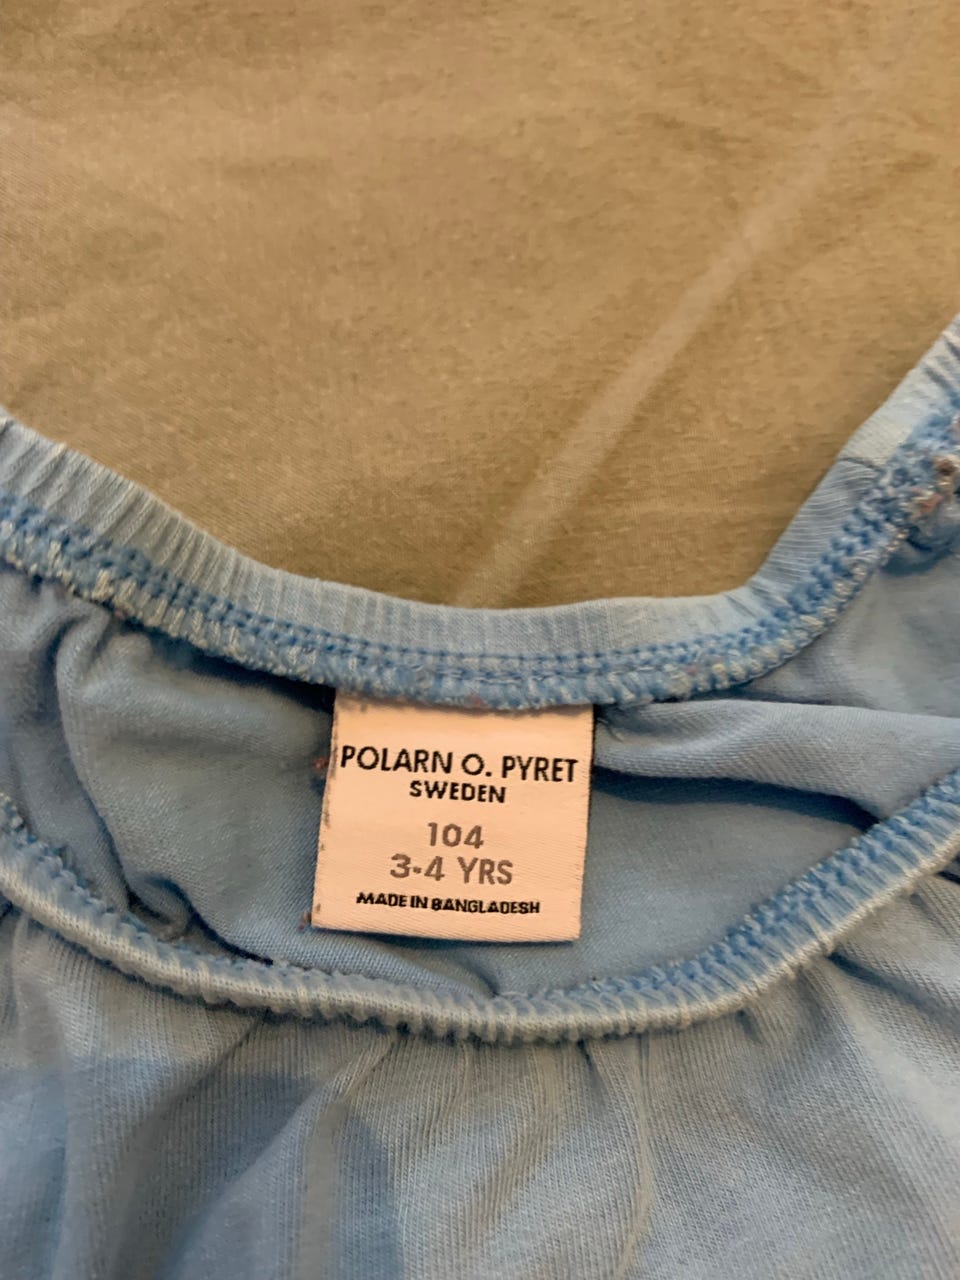 POLARN O. PYRET
SWEDEN
104
3-4 YRS
MADE IN BANGLADESH